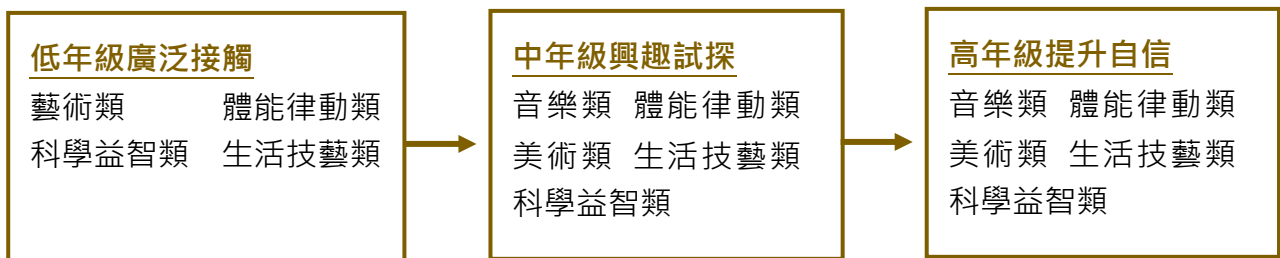 低年級廣泛接觸
藝術類 體能律動類
科學益智類 生活技藝類
中年級興趣試探
音樂類 體能律動類
美術類 生活技藝類
科學益智類
高年級提升自信
音樂類 體能律動類
美術類 生活技藝類
科學益智類